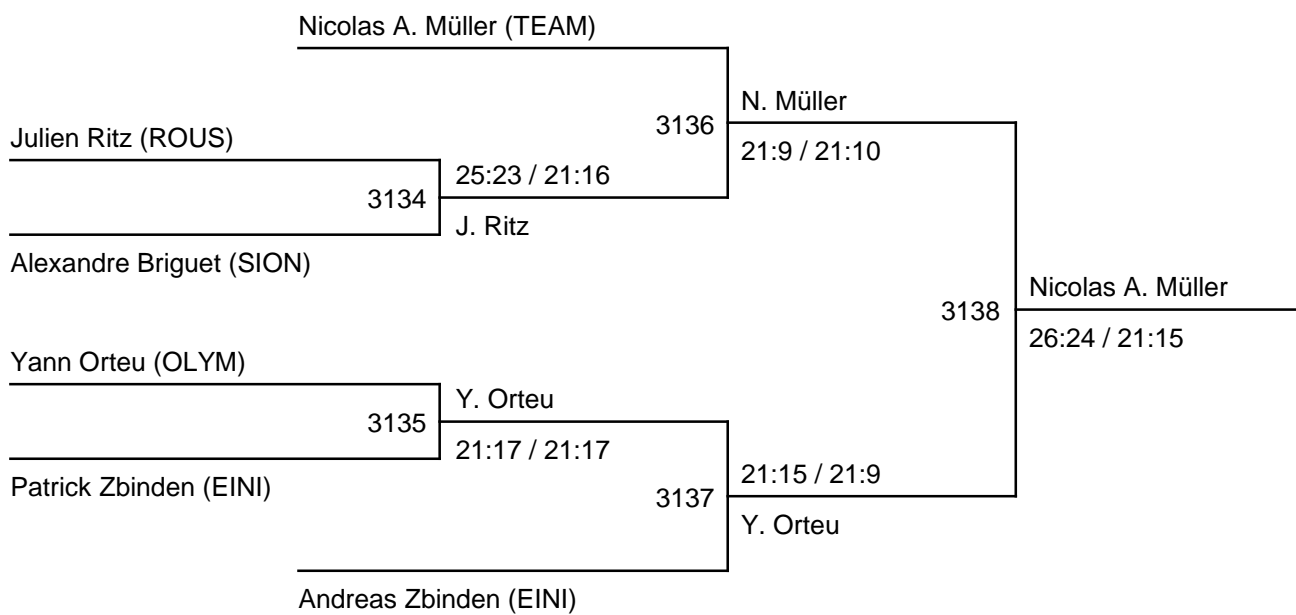 Nicolas A. Müller (TEAM)
N. Müller
3136
Julien Ritz (ROUS)
21:9 / 21:10
25:23 / 21:16
3134
J. Ritz
Alexandre Briguet (SION)
Nicolas A. Müller
3138
26:24 / 21:15
Yann Orteu (OLYM)
Y. Orteu
3135
21:17 / 21:17
21:15 / 21:9
Patrick Zbinden (EINI)
3137
Y. Orteu
Andreas Zbinden (EINI)